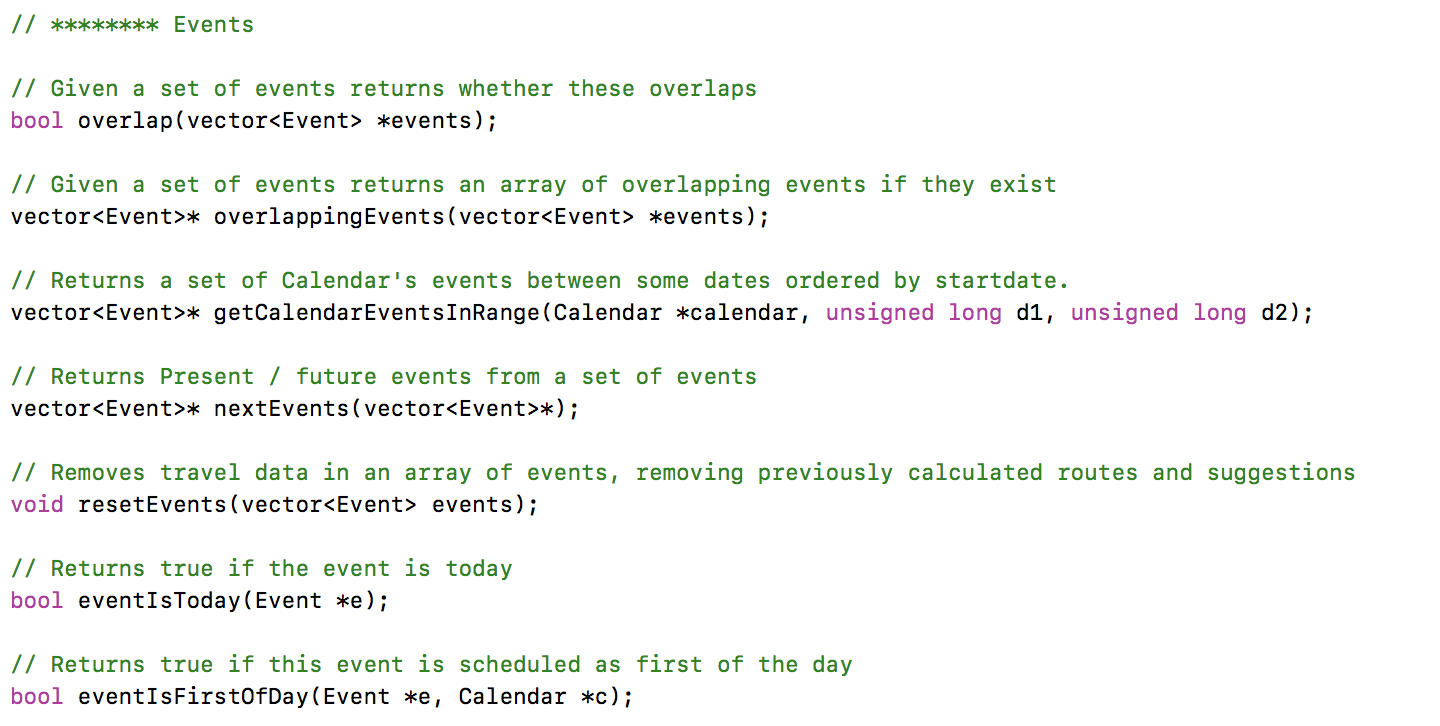 // ******** Events
// Given a set of events returns whether these overlaps
bool overlap(vector<Event> *events);
// Given a set of events returns an array of overlapping events if they exist
vector<Event>* overlappingEvents(vector<Event> *events);
// Returns a set of Calendar's events between some dates ordered by startdate.
vector<Event>* getCalendarEventsInRange(Calendar *calendar, unsigned long d1, unsigned long d2);
// Returns Present / future events from a set of events
vector<Event>* nextEvents(vector<Event>*);
// Removes travel data in an array of events, removing previously calculated routes and suggestions
void resetEvents(vector<Event> events);
// Returns true if the event is today
bool eventIsToday(Event *e);
// Returns true if this event is scheduled as first of the day
bool eventIsFirstOfDay(Event *e, Calendar *c);